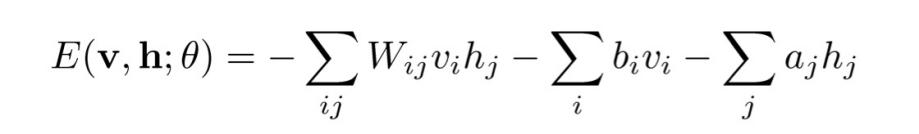 E(v, h; θ) = − ∑_{ij} W_{ij} v_i h_j − ∑_i b_i v_i − ∑_j a_j h_j